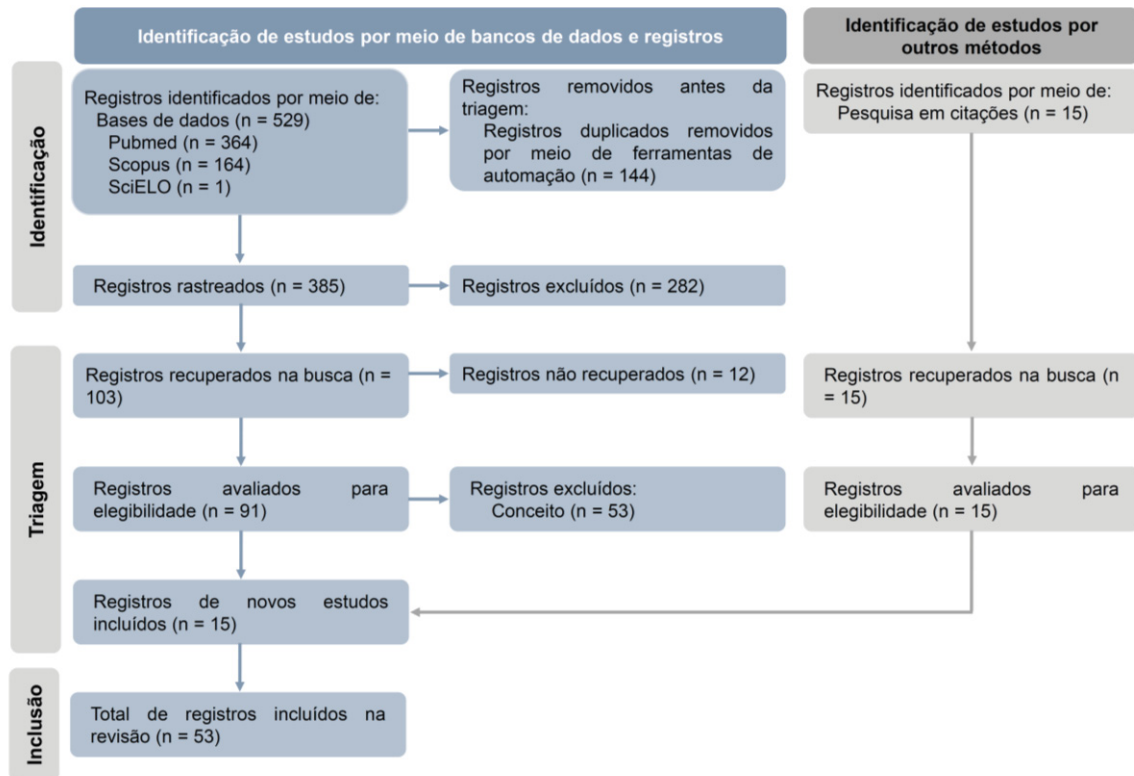 Identificação de estudos por meio de bancos de dados e registros
Identificação de estudos por
outros métodos
Identificação
Registros identificados por meio de:
Bases de dados (n = 529)
Pubmed (n = 364)
Scopus (n = 164)
SciELO (n = 1)
Registros removidos antes da
triagem:
Registros duplicados removidos
por meio de ferramentas de
automação (n = 144)
Registros identificados por meio de:
Pesquisa em citações (n = 15)
Registros rastreados (n = 385)
Registros excluídos (n = 282)
Triagem
Registros recuperados na busca (n =
103)
Registros não recuperados (n = 12)
Registros recuperados na busca (n
= 15)
Registros avaliados para
elegibilidade (n = 91)
Registros excluídos:
Conceito (n = 53)
Registros avaliados para
elegibilidade (n = 15)
Registros de novos estudos
incluídos (n = 15)
Inclusão
Total de registros incluídos na
revisão (n = 53)